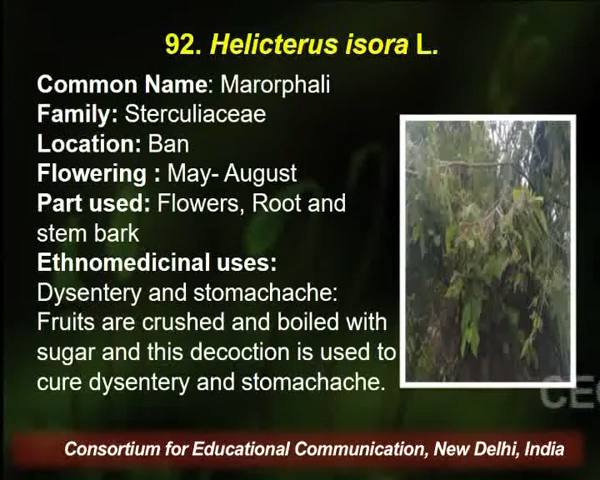 92. Helicterus isora L.
Common Name: Marorphali
Family: Sterculiaceae
Location: Ban
Flowering : May- August
Part used: Flowers, Root and
stem bark
Ethnomedicinal uses:
Dysentery and stomachache:
Fruits are crushed and boiled with
sugar and this decoction is used to
cure dysentery and stomachache.
Consortium for Educational Communication, New Delhi, India